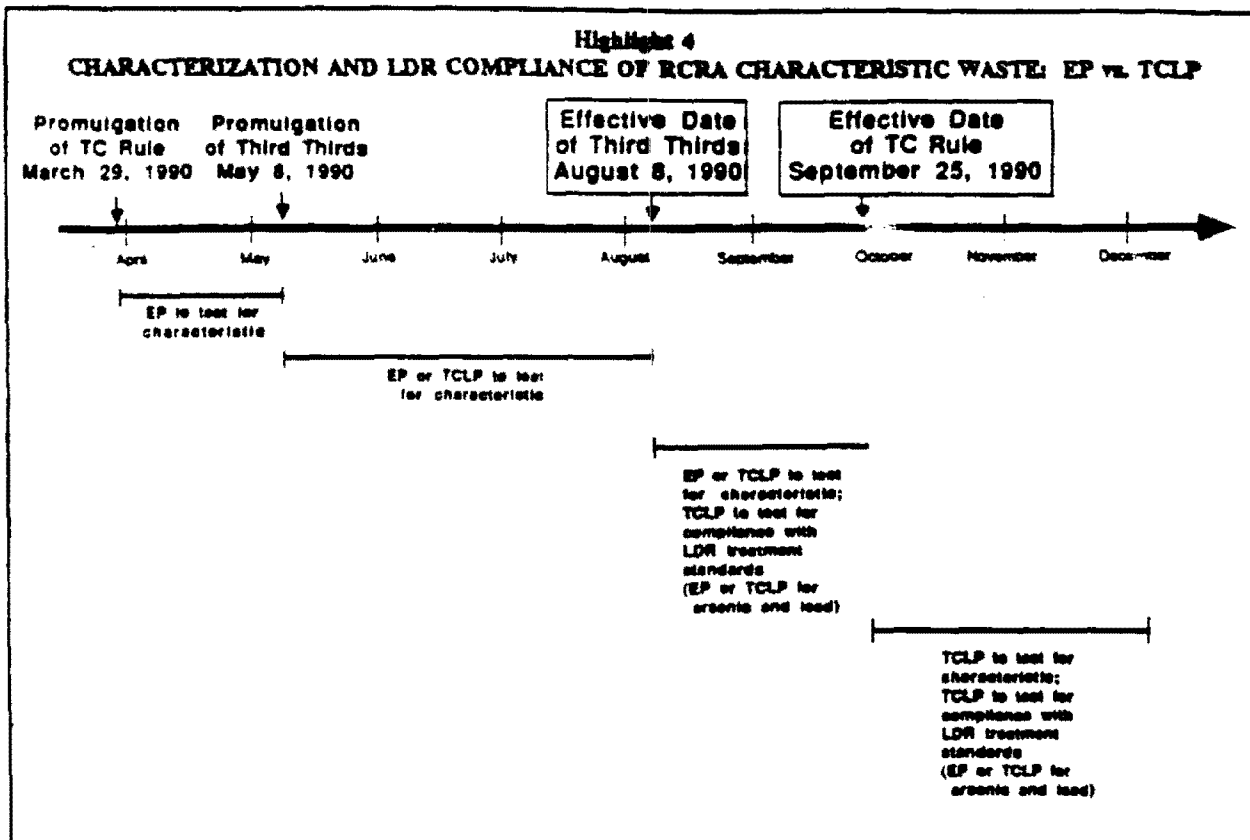 Highlight 4
CHARACTERIZATION AND LDR COMPLIANCE OF RCRA CHARACTERISTIC WASTE: EP vs. TCLP
Promulgation
of TC Rule
March 29, 1990
Promulgation
of Third Thirds
May 8, 1990
Effective Date
of Third Thirds
August 8, 1990
Effective Date
of TC Rule
September 25, 1990
April
May
June
July
August
September
October
November
December
EP to test for
characteristic
EP or TCLP to test
for characteristic
EP or TCLP to test
for characteristic;
TCLP to test for
compliance with
LDR treatment
standards
(EP or TCLP for
arsenic and lead)
TCLP to test for
characteristic;
TCLP to test for
compliance with
LDR treatment
standards
(EP or TCLP for
arsenic and lead)